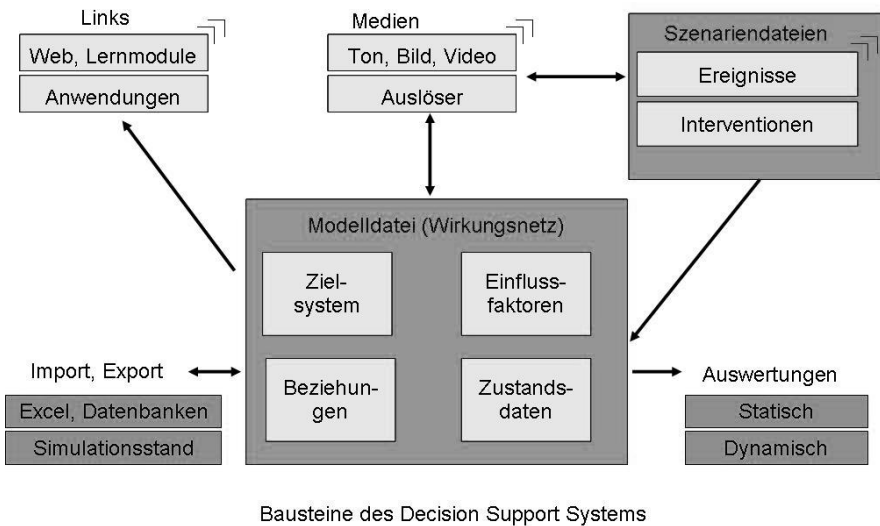 Links
Web, Lernmodule
Anwendungen
Medien
Ton, Bild, Video
Auslöser
Szenariendateien
Ereignisse
Interventionen
Modelldatei (Wirkungsnetz)
Ziel-
system
Einfluss-
faktoren
Beziehun-
gen
Zustands-
daten
Import, Export
Excel, Datenbanken
Simulationsstand
Auswertungen
Statisch
Dynamisch
Bausteine des Decision Support Systems